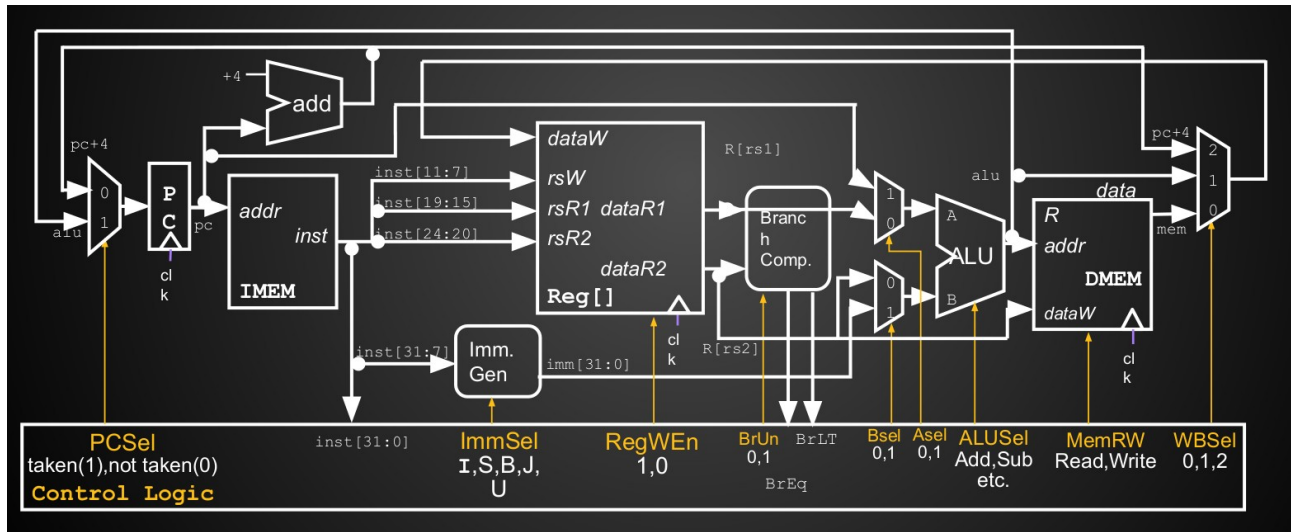 +4
add
pc+4
0
1
alu
P
C
cl
k
pc
addr
inst
IMEM
inst[11:7]
inst[19:15]
inst[24:20]
dataW
rsW
rsR1
dataR1
rsR2
dataR2
Reg[]
cl
k
R[rs1]
R[rs2]
Branc
h
Comp.
1
0
0
1
A
ALU
B
alu
data
R
addr
DMEM
dataW
cl
k
pc+4
2
1
0
mem
inst[31:7]
Imm.
Gen
imm[31:0]
PCSel
taken(1),not taken(0)
Control Logic
inst[31:0]
ImmSel
I,S,B,J,
U
RegWEn
1,0
BrUn
0,1
BrEq
BrLT
Bsel
0,1
Asel
0,1
ALUSel
Add,Sub
etc.
MemRW
Read,Write
WBSel
0,1,2